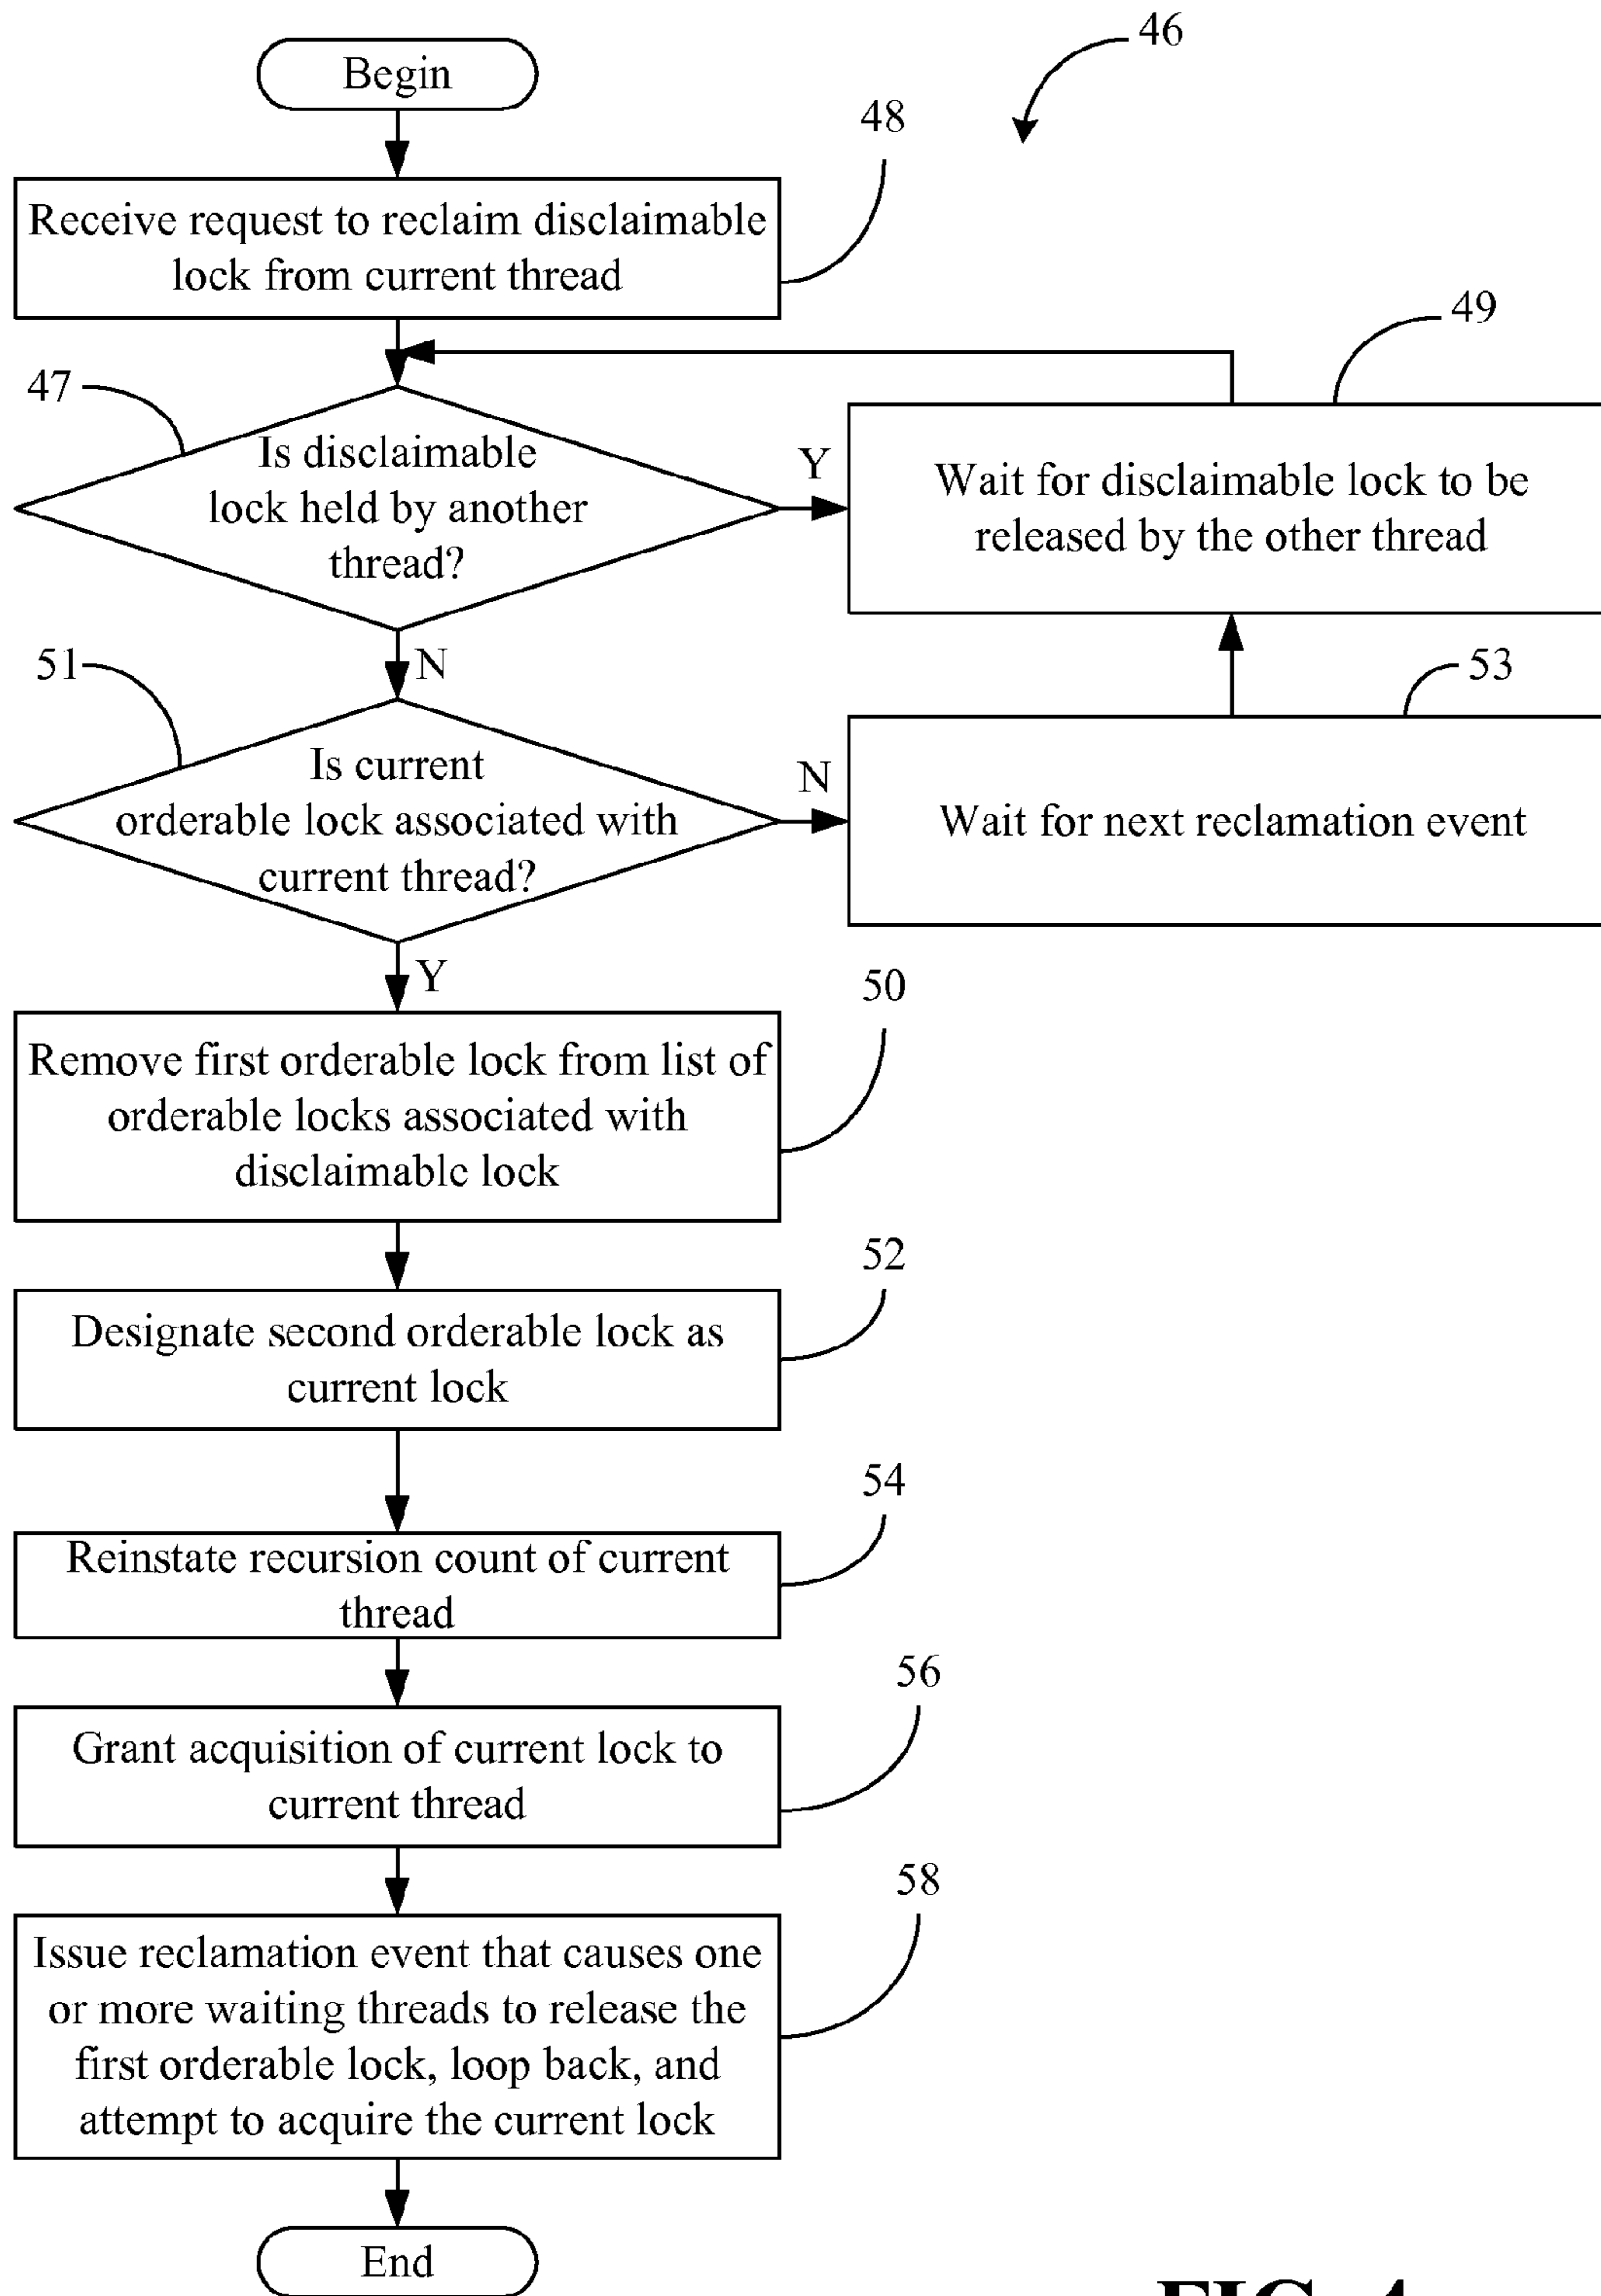 Begin
46
48
Receive request to reclaim disclaimable
lock from current thread
49
47
Is disclaimable
lock held by another
thread?
Y
Wait for disclaimable lock to be
released by the other thread
N
51
53
Is current
orderable lock associated with
current thread?
N
Wait for next reclamation event
Y
50
Remove first orderable lock from list of
orderable locks associated with
disclaimable lock
52
Designate second orderable lock as
current lock
54
Reinstate recursion count of current
thread
56
Grant acquisition of current lock to
current thread
58
Issue reclamation event that causes one
or more waiting threads to release the
first orderable lock, loop back, and
attempt to acquire the current lock
End
FIG. 4